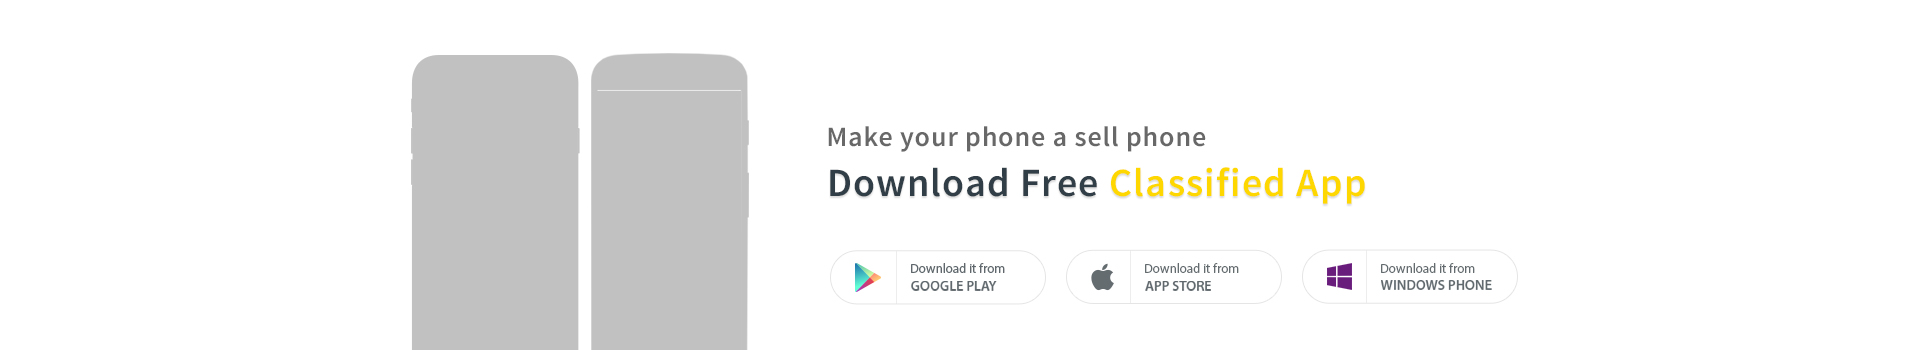 Make your phone a sell phone
Download Free Classified App
Download it from
GOOGLE PLAY
Download it from
APP STORE
Download it from
WINDOWS PHONE